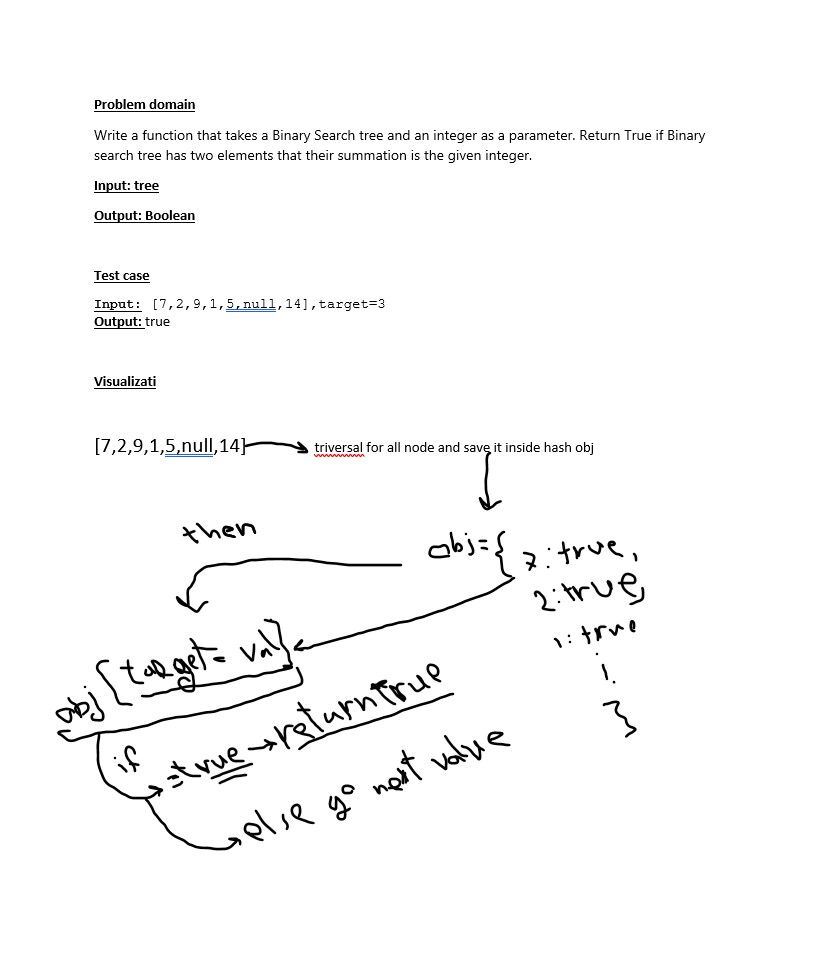 Problem domain
Write a function that takes a Binary Search tree and an integer as a parameter. Return True if Binary
search tree has two elements that their summation is the given integer.
Input: tree
Output: Boolean
Test case
Input: [7,2,9,1,5,null,14],target=3
Output: true
Visualizati
[7,2,9,1,5,null,14] triversal for all node and save it inside hash obj
then
obj={ 7:true,
2:true,
1:true
}
obj[target- val]
if =true → return true
else go next value